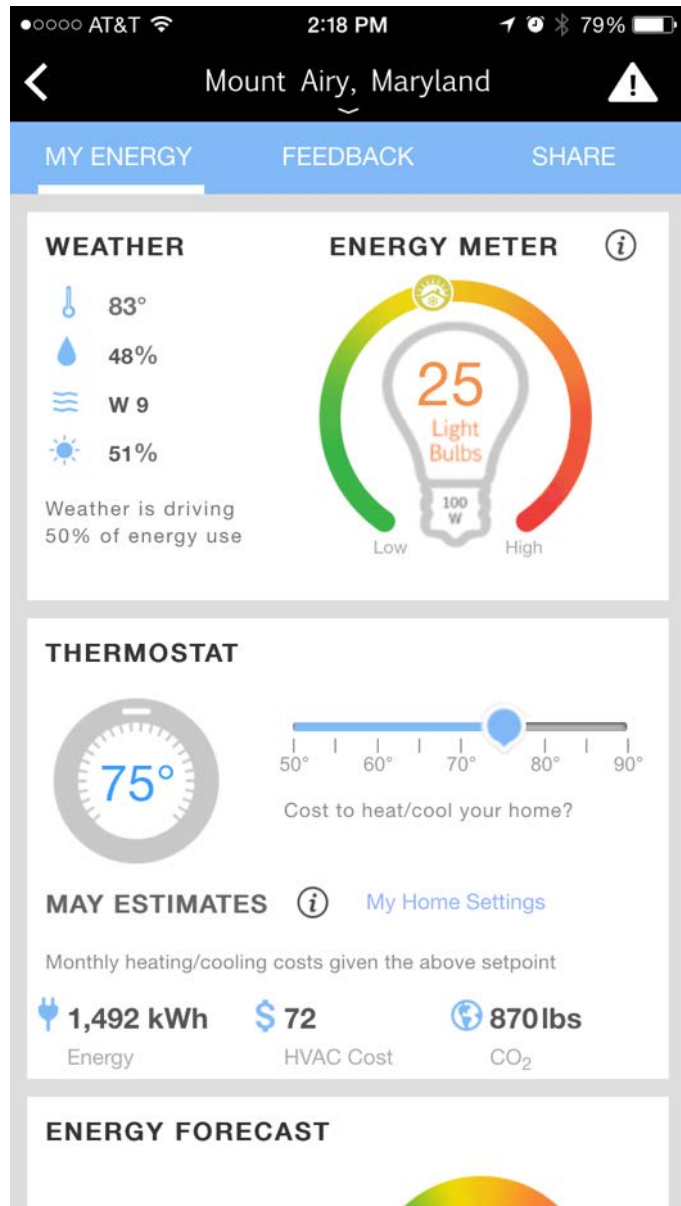 AT&T 2:18 PM 79%
Mount Airy, Maryland
MY ENERGY FEEDBACK SHARE
WEATHER
83°
48%
W 9
51%
Weather is driving
50% of energy use
ENERGY METER i
25
Light
Bulbs
100
W
Low High
THERMOSTAT
75°
50° 60° 70° 80° 90°
Cost to heat/cool your home?
MAY ESTIMATES i My Home Settings
Monthly heating/cooling costs given the above setpoint
1,492 kWh $ 72 870 lbs
Energy HVAC Cost CO₂
ENERGY FORECAST